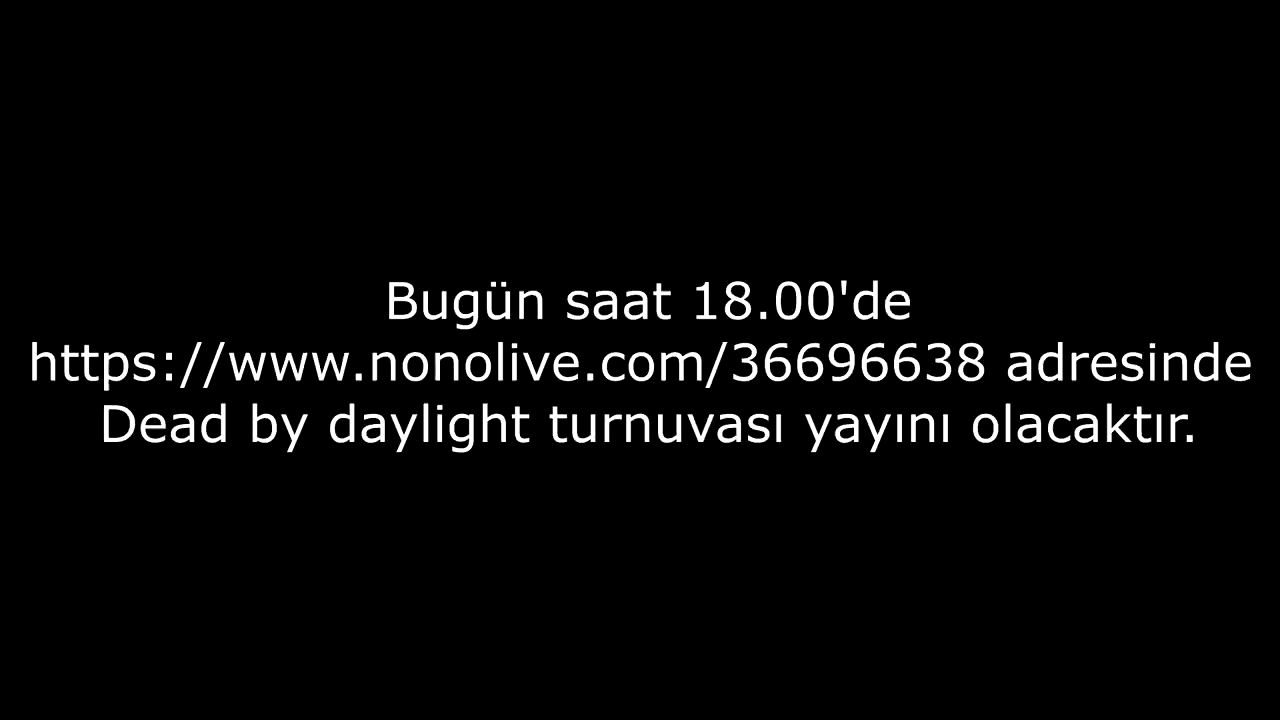 Bugün saat 18.00'de
https://www.nonolive.com/36696638 adresinde
Dead by daylight turnuvası yayını olacaktır.